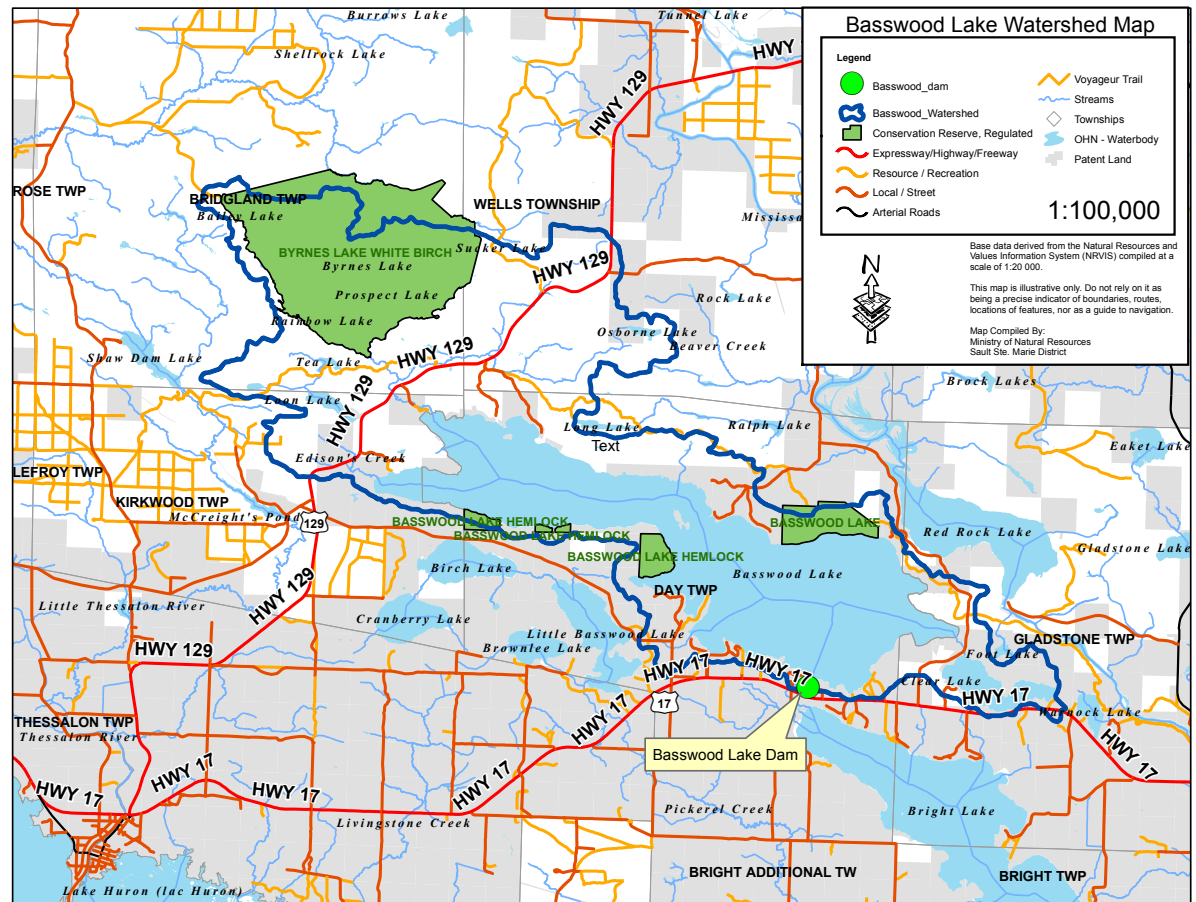 Basswood Lake Watershed Map
Legend
Basswood_dam
Basswood_Watershed
Conservation Reserve, Regulated
Expressway/Highway/Freeway
Resource / Recreation
Local / Street
Arterial Roads
Voyageur Trail
Streams
Townships
OHN - Waterbody
Patent Land
1:100,000
N
Base data derived from the Natural Resources and
Values Information System (NRVIS) compiled at a
scale of 1:20 000.
This map is illustrative only. Do not rely on it as
being a precise indicator of boundaries, routes,
locations of features, nor as a guide to navigation.
Map Compiled By:
Ministry of Natural Resources
Sault Ste. Marie District
Burrows Lake
Tunnel Lake
HWY
Shellrock Lake
HWY 129
ROSE TWP
BRIDGLAND TWP
Bailey Lake
WELLS TOWNSHIP
Mississa
BYRNES LAKE WHITE BIRCH
Sucker Lake
Byrnes Lake
HWY 129
Prospect Lake
Rock Lake
Rainbow Lake
Osborne Lake
Beaver Creek
Shaw Dam Lake
Tea Lake
HWY 129
Brock Lakes
Loon Lake
HWY 129
Long Lake
Ralph Lake
Text
Eaket Lake
Edison's Creek
LEFROY TWP
KIRKWOOD TWP
McCreight's Pond
129
BASSWOOD LAKE HEMLOCK
BASSWOOD LAKE HEMLOCK
BASSWOOD LAKE
Red Rock Lake
Gladstone Lake
BASSWOOD LAKE HEMLOCK
Birch Lake
Basswood Lake
HWY 129
DAY TWP
Little Thessalon River
Cranberry Lake
Little Basswood Lake
Brownlee Lake
GLADSTONE TWP
Foot Lake
HWY 129
HWY 17
HWY 17
Clear Lake
HWY 17
17
Warnock Lake
THESSALON TWP
Thessalon River
HWY 17
Basswood Lake Dam
HWY 17
HWY 17
HWY 17
HWY 17
HWY 17
Livingstone Creek
Pickerel Creek
Bright Lake
BRIGHT ADDITIONAL TW
BRIGHT TWP
Lake Huron (lac Huron)